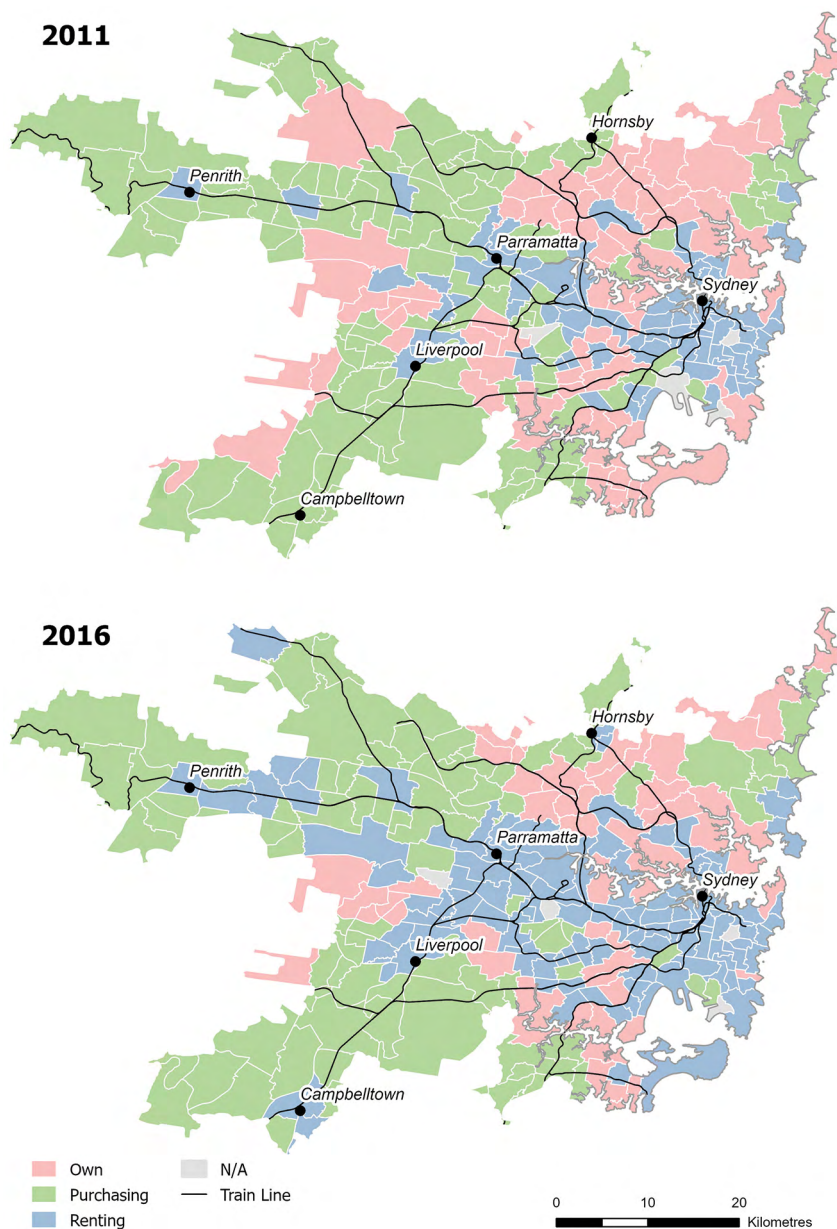 2011
Hornsby
Penrith
Parramatta
Sydney
Liverpool
Campbelltown
2016
Hornsby
Penrith
Parramatta
Sydney
Liverpool
Campbelltown
Own
N/A
Purchasing
Train Line
Renting
0 10 20
Kilometres